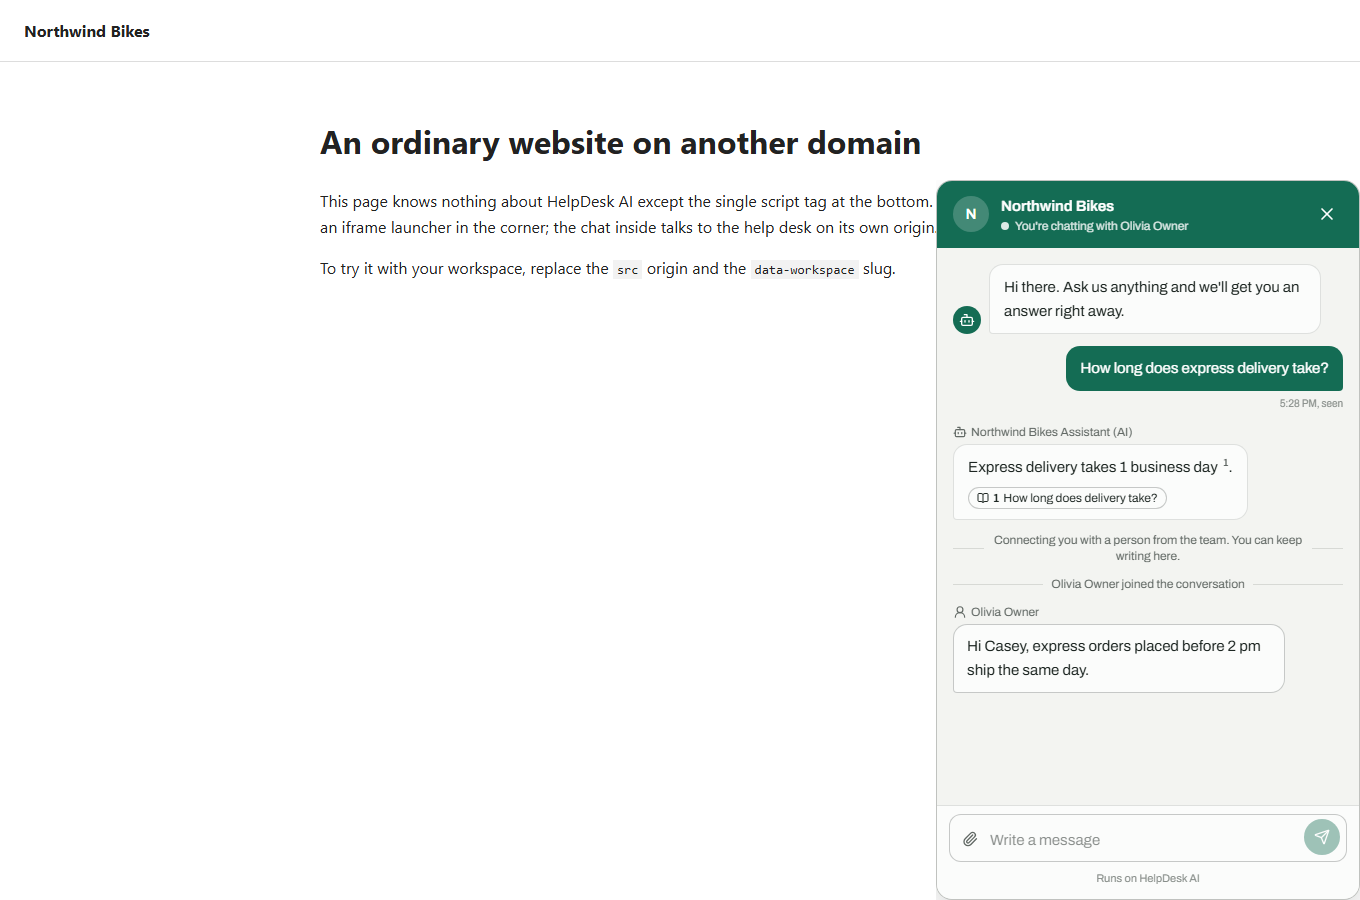 Northwind Bikes
An ordinary website on another domain
This page knows nothing about HelpDesk AI except the single script tag at the bottom.
an iframe launcher in the corner; the chat inside talks to the help desk on its own origin.
To try it with your workspace, replace the src origin and the data-workspace slug.
N
Northwind Bikes
You're chatting with Olivia Owner
Hi there. Ask us anything and we'll get you an
answer right away.
How long does express delivery take?
5:28 PM, seen
Northwind Bikes Assistant (AI)
Express delivery takes 1 business day 1.
1 How long does delivery take?
Connecting you with a person from the team. You can keep
writing here.
Olivia Owner joined the conversation
Olivia Owner
Hi Casey, express orders placed before 2 pm
ship the same day.
Write a message
Runs on HelpDesk AI